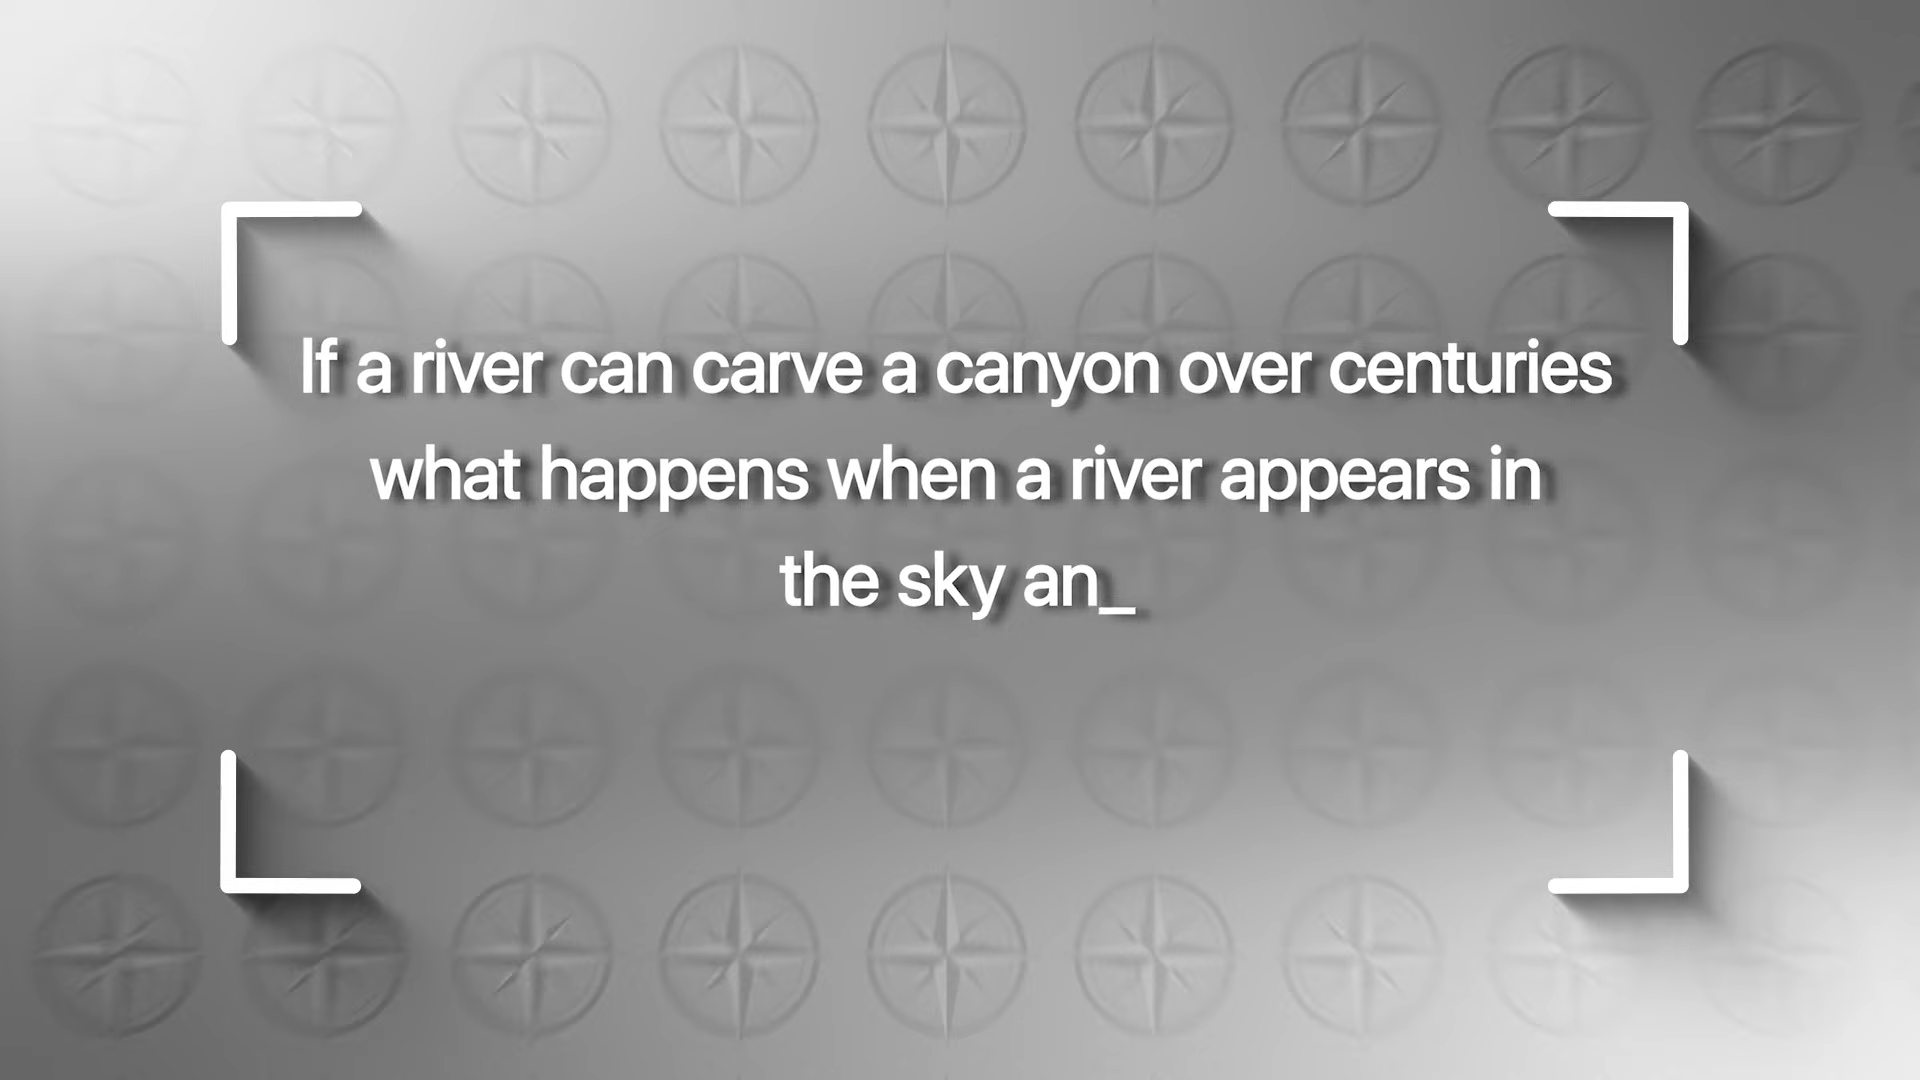 If a river can carve a canyon over centuries
what happens when a river appears in
the sky an_